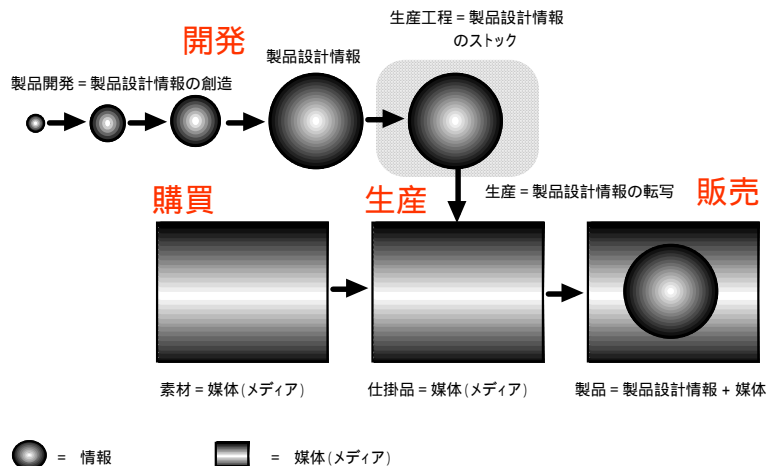 開発
生産工程＝製品設計情報
のストック
製品設計情報
製品開発＝製品設計情報の創造
購買
生産
生産＝製品設計情報の転写
販売
素材＝媒体(メディア)
仕掛品＝媒体(メディア)
製品＝製品設計情報＋媒体
＝ 情報
＝ 媒体(メディア)